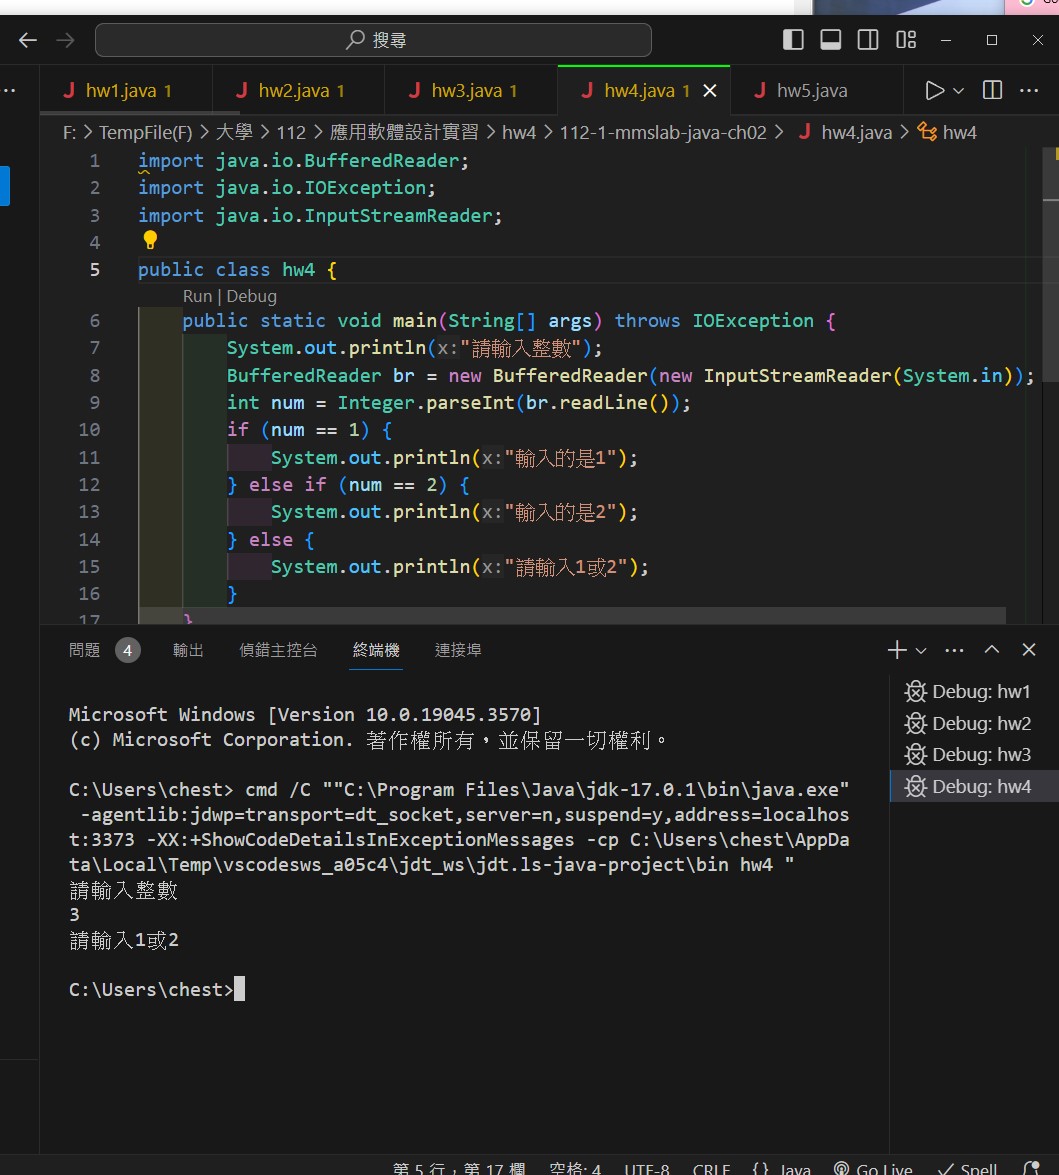 搜尋
hw1.java 1 hw2.java 1 hw3.java 1 hw4.java 1 hw5.java
F: > TempFile(F) > 大學 > 112 > 應用軟體設計實習 > hw4 > 112-1-mmslab-java-ch02 > J hw4.java > hw4
1 import java.io.BufferedReader;
2 import java.io.IOException;
3 import java.io.InputStreamReader;
4
5 public class hw4 {
Run | Debug
6 public static void main(String[] args) throws IOException {
7 System.out.println(x:"請輸入整數");
8 BufferedReader br = new BufferedReader(new InputStreamReader(System.in));
9 int num = Integer.parseInt(br.readLine());
10 if (num == 1) {
11 System.out.println(x:"輸入的是1");
12 } else if (num == 2) {
13 System.out.println(x:"輸入的是2");
14 } else {
15 System.out.println(x:"請輸入1或2");
16 }
17 }
問題 4 輸出 偵錯主控台 終端機 連接埠
Debug: hw1
Debug: hw2
Debug: hw3
Debug: hw4
Microsoft Windows [Version 10.0.19045.3570]
(c) Microsoft Corporation. 著作權所有，並保留一切權利。
C:\Users\chest> cmd /C ""C:\Program Files\Java\jdk-17.0.1\bin\java.exe"
-agentlib:jdwp=transport=dt_socket,server=n,suspend=y,address=localhos
t:3373 -XX:+ShowCodeDetailsInExceptionMessages -cp C:\Users\chest\AppDa
ta\Local\Temp\vscodesws_a05c4\jdt_ws\jdt.ls-java-project\bin hw4 "
請輸入整數
3
請輸入1或2
C:\Users\chest>
第 5 行，第 17 欄 空格: 4 UTF-8 CRLF {} Java Go Live Spell